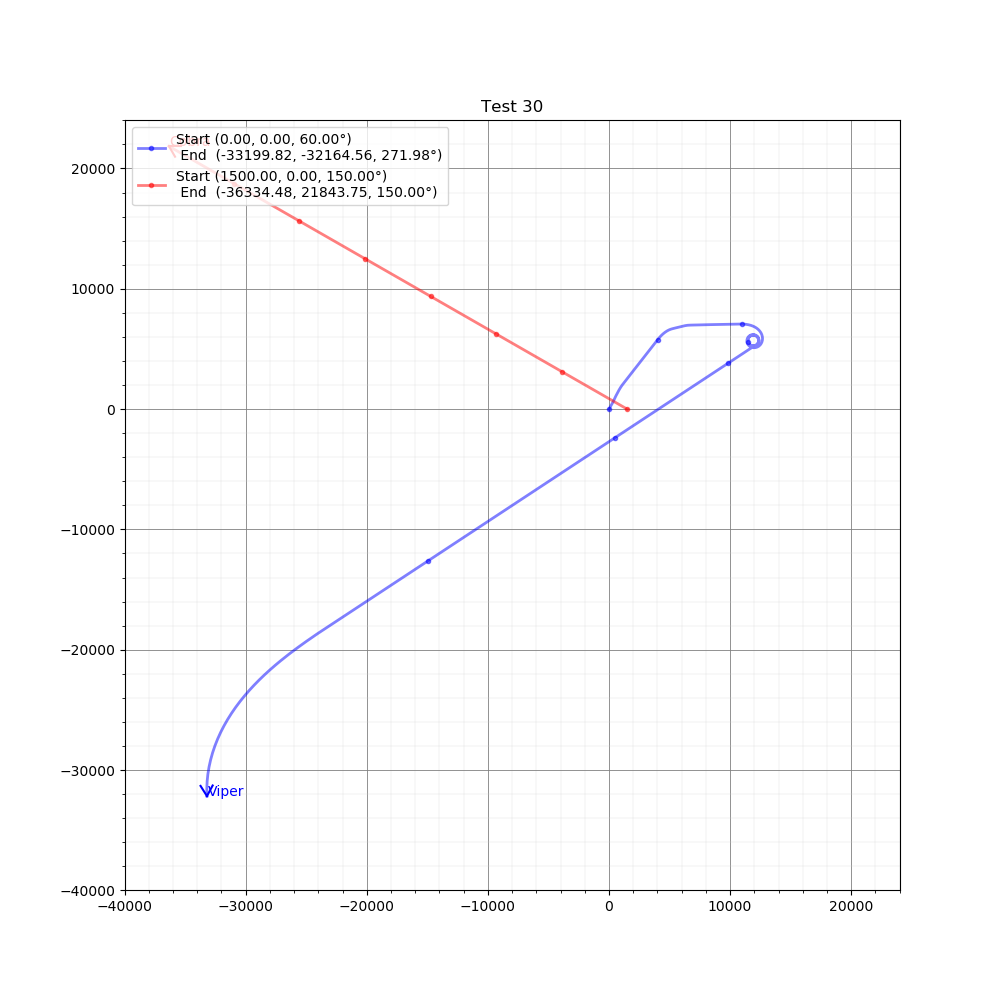 Test 30
Start (0.00, 0.00, 60.00°)
End (-33199.82, -32164.56, 271.98°)
Start (1500.00, 0.00, 150.00°)
End (-36334.48, 21843.75, 150.00°)
20000
10000
0
−10000
−20000
−30000
−40000
Viper
−40000 −30000 −20000 −10000 0 10000 20000